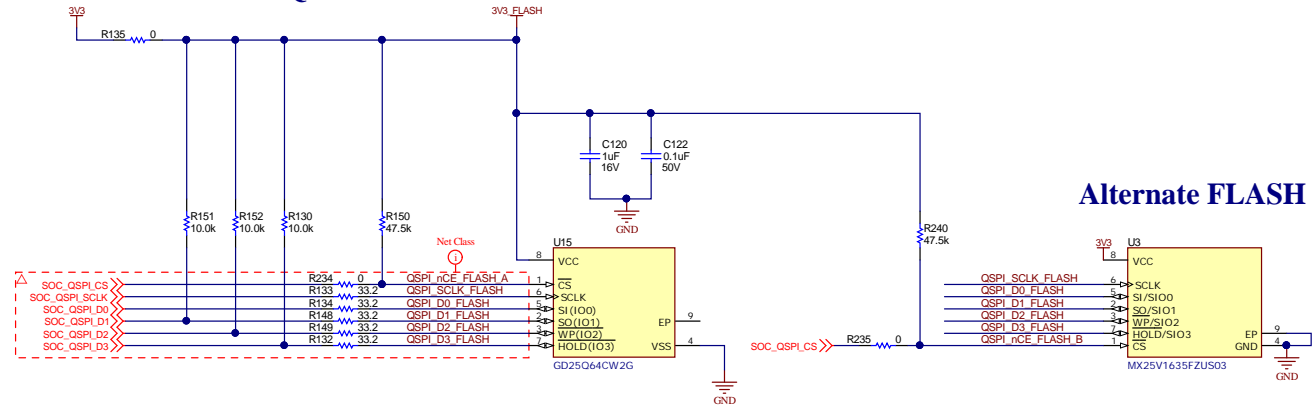 3V3
3V3_FLASH
R135
0
C120
1uF
16V
C122
0.1uF
50V
GND
Alternate FLASH
R151
10.0k
R152
10.0k
R130
10.0k
R150
47.5k
R240
47.5k
Net Class
i
U15
8
VCC
SOC_QSPI_CS
R234
0
QSPI_nCE_FLASH_A
1
CS
SOC_QSPI_SCLK
R133
33.2
QSPI_SCLK_FLASH
6
SCLK
SOC_QSPI_D0
R134
33.2
QSPI_D0_FLASH
5
SI(IO0)
SOC_QSPI_D1
R148
33.2
QSPI_D1_FLASH
2
SO(IO1)
SOC_QSPI_D2
R149
33.2
QSPI_D2_FLASH
3
WP(IO2)
SOC_QSPI_D3
R132
33.2
QSPI_D3_FLASH
7
HOLD(IO3)
EP
9
VSS
4
GD25Q64CW2G
GND
3V3
U3
8
VCC
QSPI_SCLK_FLASH
6
SCLK
QSPI_D0_FLASH
5
SI/SIO0
QSPI_D1_FLASH
2
SO/SIO1
QSPI_D2_FLASH
3
WP/SIO2
QSPI_D3_FLASH
7
HOLD/SIO3
SOC_QSPI_CS
R235
0
QSPI_nCE_FLASH_B
1
CS
EP
9
GND
4
MX25V1635FZUS03
GND